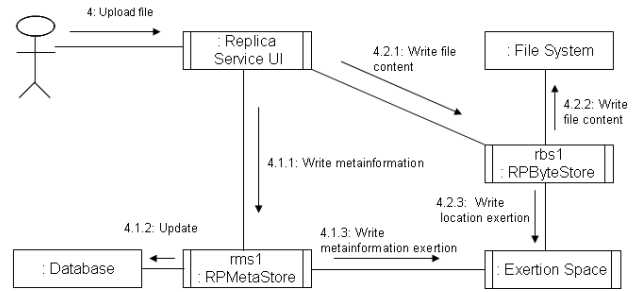 4: Upload file
: Replica
Service UI
4.2.1: Write file
content
: File System
4.2.2: Write
file content
4.1.1: Write metainformation
rbs1
: RPByteStore
4.2.3: Write
location exertion
4.1.2: Update
4.1.3: Write
metainformation exertion
: Database
rms1
: RPMetaStore
: Exertion Space